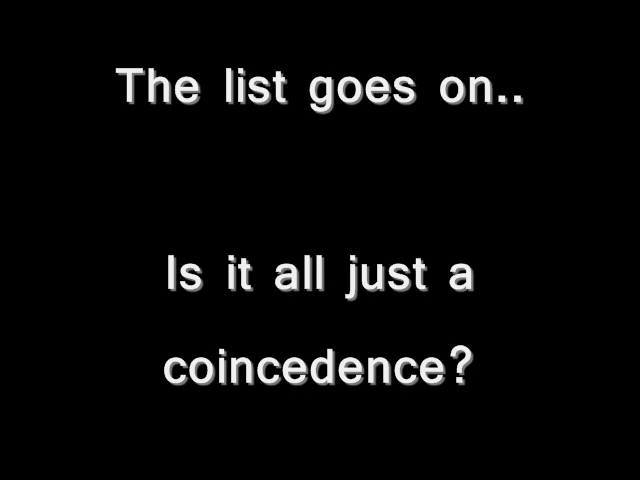 The list goes on..
Is it all just a
coincedence?